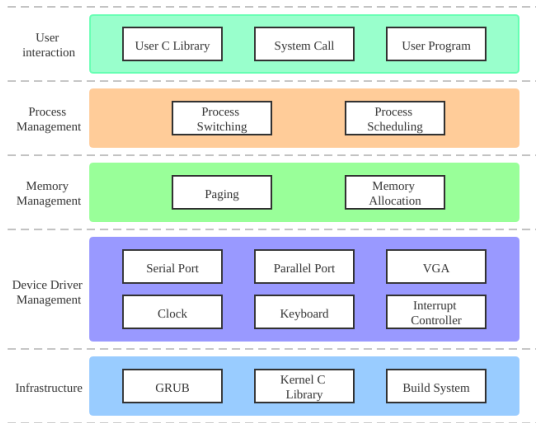 User
interaction
User C Library
System Call
User Program
Process
Management
Process
Switching
Process
Scheduling
Memory
Management
Paging
Memory
Allocation
Device Driver
Management
Serial Port
Parallel Port
VGA
Clock
Keyboard
Interrupt
Controller
Infrastructure
GRUB
Kernel C
Library
Build System